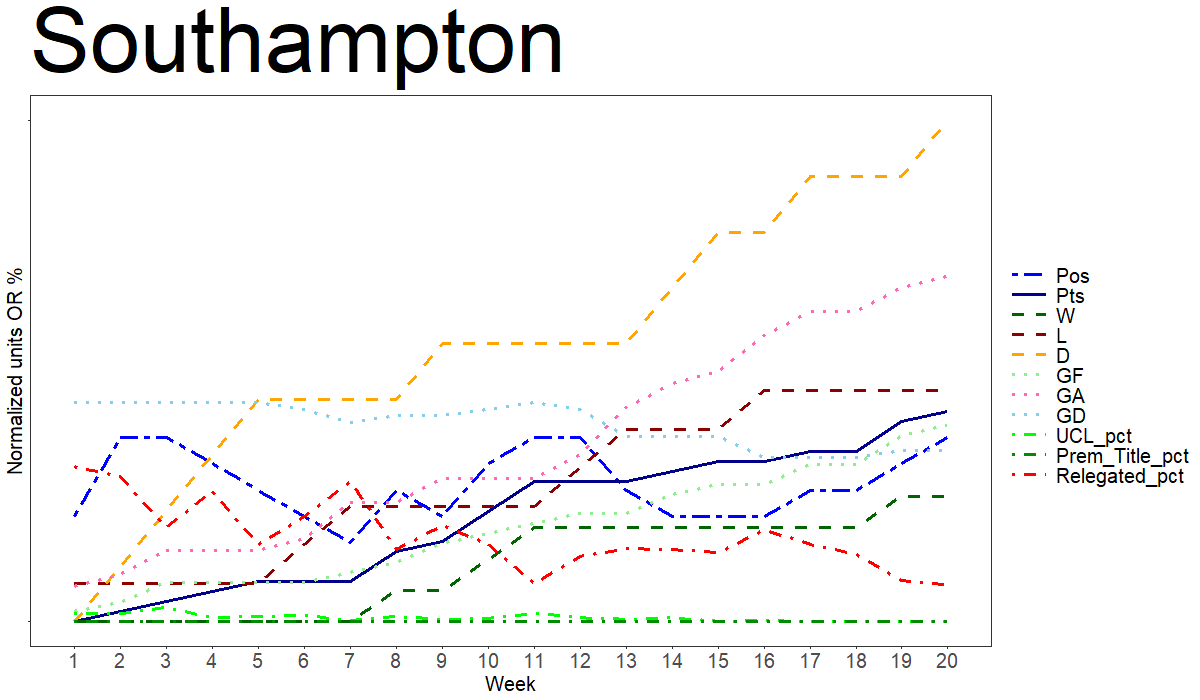 Southampton
Normalized units OR %
1 2 3 4 5 6 7 8 9 10 11 12 13 14 15 16 17 18 19 20
Week
Pos
Pts
W
L
D
GF
GA
GD
UCL_pct
Prem_Title_pct
Relegated_pct